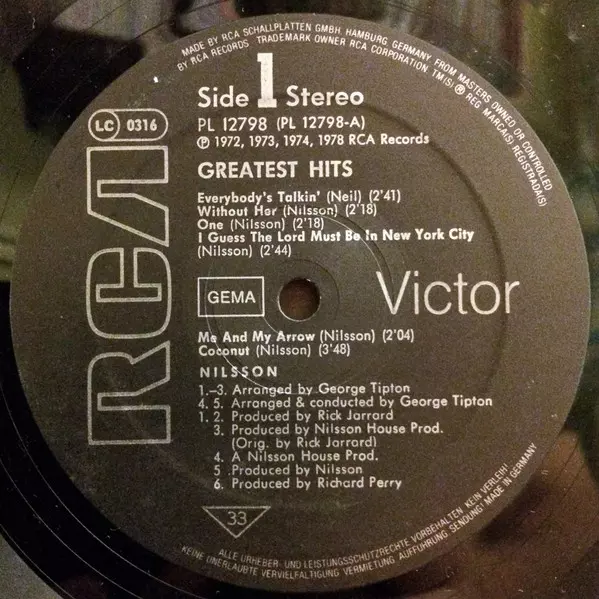 MADE BY RCA SCHALLPLATTEN GMBH, HAMBURG, GERMANY, FROM MASTERS OWNED OR CONTROLLED
BY RCA RECORDS TRADEMARK OWNER RCA CORPORATION TM(S) ® REG. MARCA(S) REGISTRADA(S)
Side 1 Stereo
LC 0316
PL 12798 (PL 12798-A)
℗ 1972, 1973, 1974, 1978 RCA Records
GREATEST HITS
Everybody's Talkin' (Neil) (2'41)
Without Her (Nilsson) (2'18)
One (Nilsson) (2'18)
I Guess The Lord Must Be In New York City
(Nilsson) (2'44)
RCA
GEMA
Victor
Me And My Arrow (Nilsson) (2'04)
Coconut (Nilsson) (3'48)
NILSSON
1.–3. Arranged by George Tipton
4. 5. Arranged & conducted by George Tipton
1. 2. Produced by Rick Jarrard
3. Produced by Nilsson House Prod.
(Orig. by Rick Jarrord)
4. A Nilsson House Prod.
5 .Produced by Nilsson
6. Produced by Richard Perry
33
ALLE URHEBER- UND LEISTUNGSSCHUTZRECHTE VORBEHALTEN KEIN VERLEIH!
KEINE UNERLAUBTE VERVIELFÄLTIGUNG VERMIETUNG AUFFÜHRUNG, SENDUNG! MADE IN GERMANY